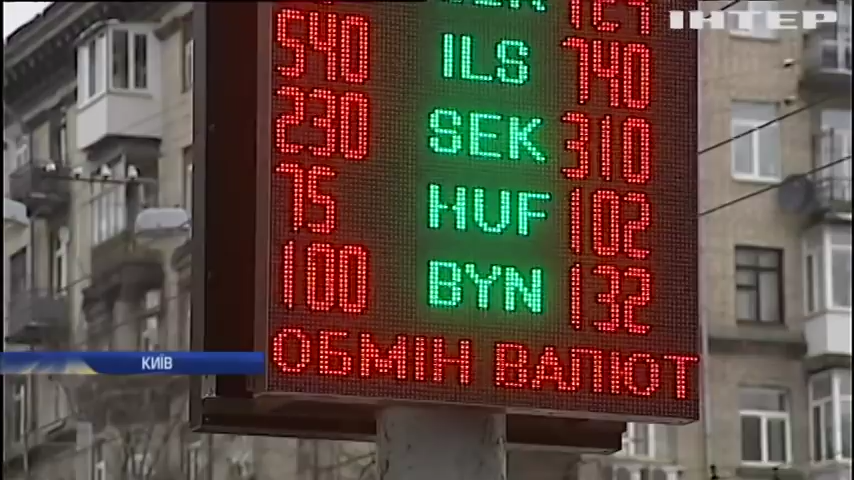 ІНТЕР
540 ILS 740
230 SEK 310
75 HUF 102
100 BYN 132
ОБМІН ВАЛЮТ
КИЇВ